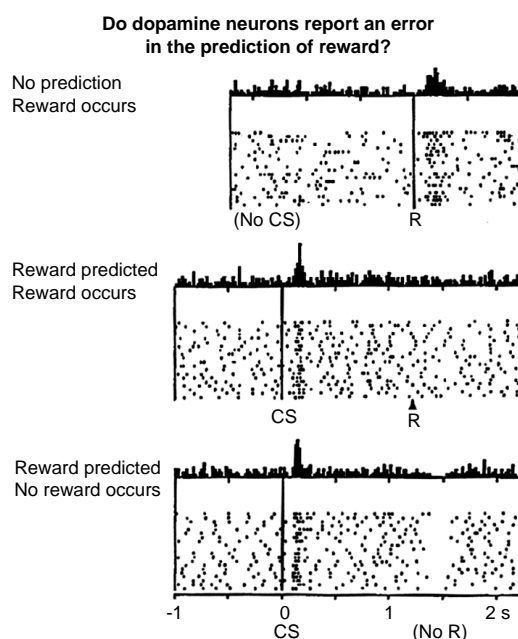 Do dopamine neurons report an error
in the prediction of reward?
No prediction
Reward occurs
(No CS)
R
Reward predicted
Reward occurs
CS
R
Reward predicted
No reward occurs
-1
0
1
2 s
CS
(No R)